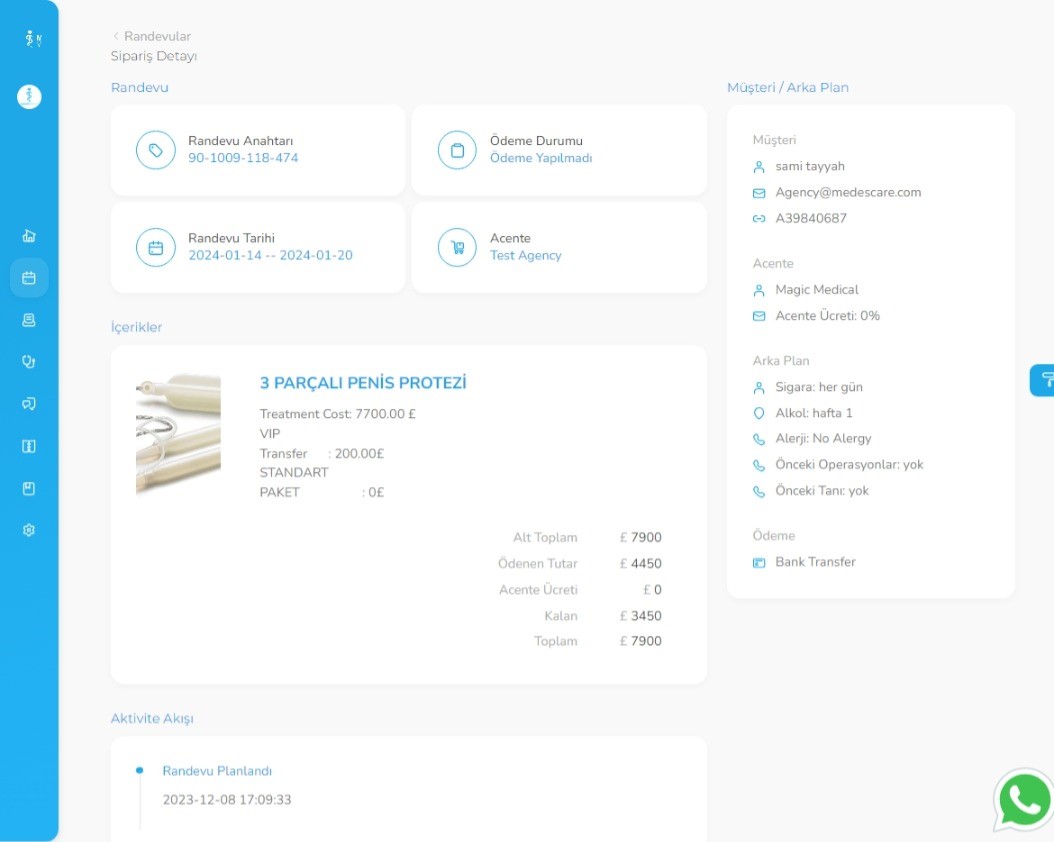 Randevular
Sipariş Detayı
Randevu
Randevu Anahtarı
90-1009-118-474
Ödeme Durumu
Ödeme Yapılmadı
Randevu Tarihi
2024-01-14 -- 2024-01-20
Acente
Test Agency
İçerikler
3 PARÇALI PENİS PROTEZİ
Treatment Cost: 7700.00 £
VIP
Transfer : 200.00£
STANDART
PAKET : 0£
Alt Toplam £ 7900
Ödenen Tutar £ 4450
Acente Ücreti £ 0
Kalan £ 3450
Toplam £ 7900
Aktivite Akışı
Randevu Planlandı
2023-12-08 17:09:33
Müşteri / Arka Plan
Müşteri
sami tayyah
Agency@medescare.com
A39840687
Acente
Magic Medical
Acente Ücreti: 0%
Arka Plan
Sigara: her gün
Alkol: hafta 1
Alerji: No Alergy
Önceki Operasyonlar: yok
Önceki Tanı: yok
Ödeme
Bank Transfer